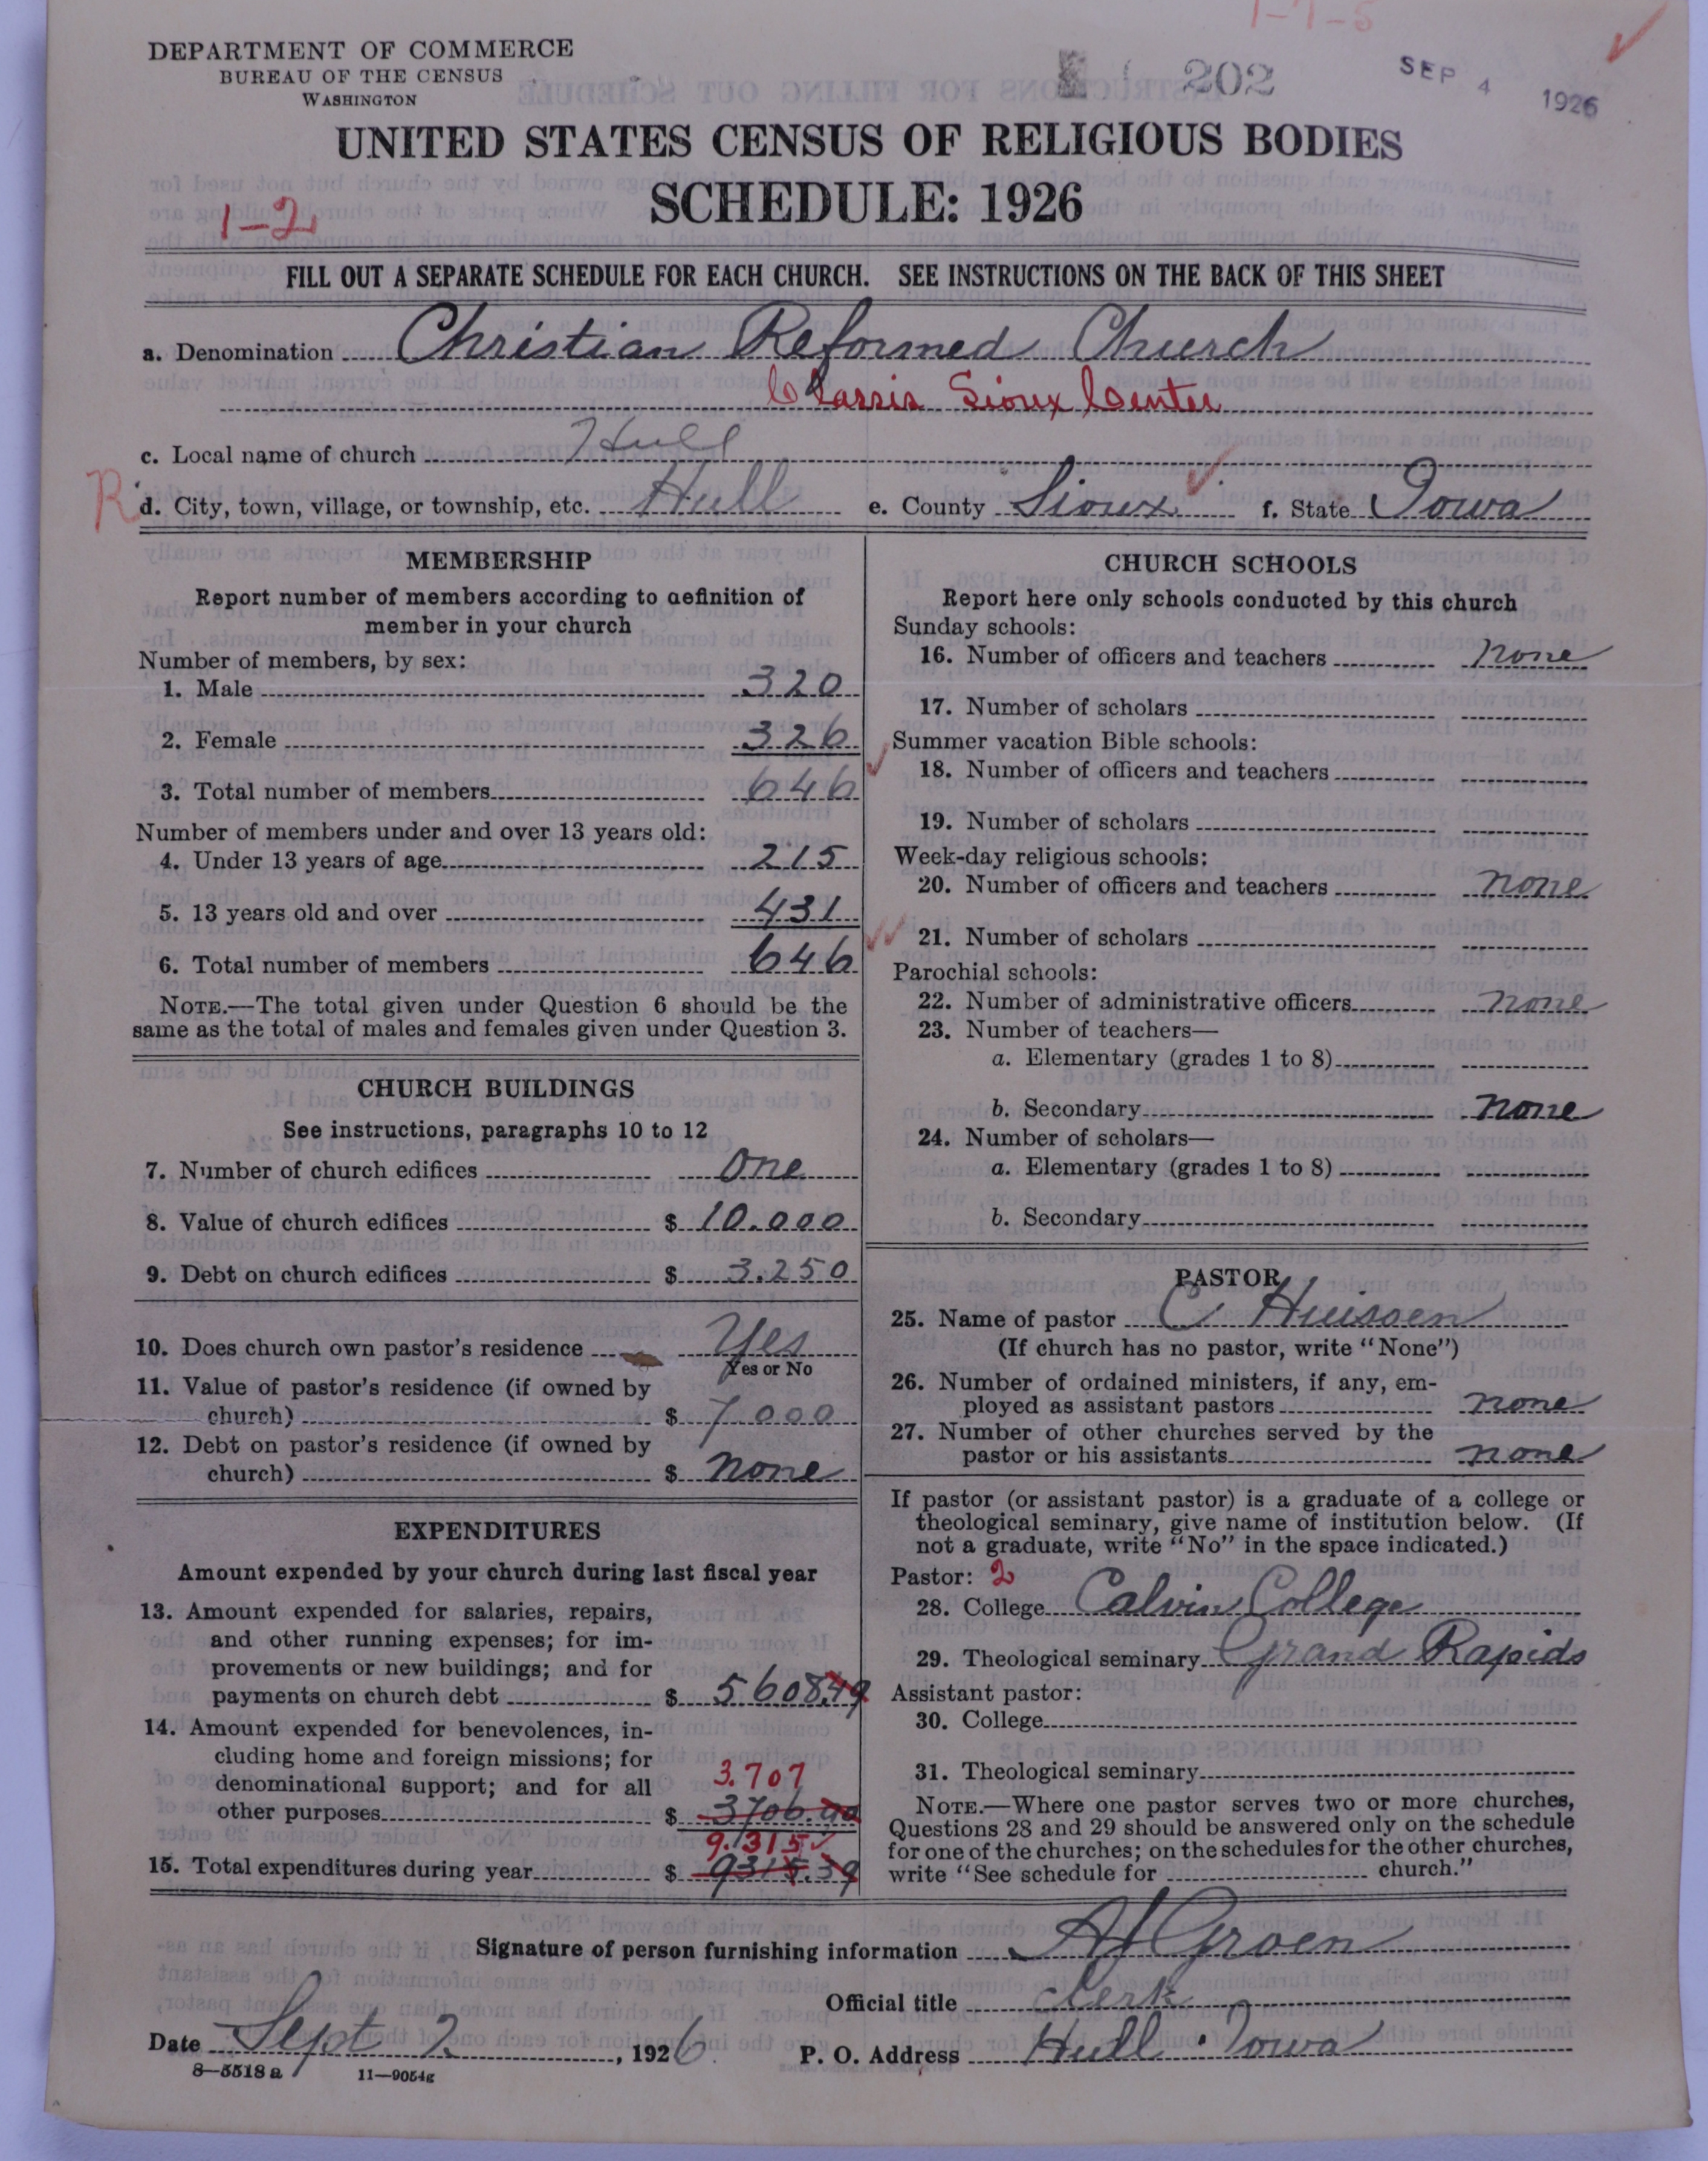 1-7-5
DEPARTMENT OF COMMERCE
BUREAU OF THE CENSUS
WASHINGTON
202
SEP 4 1926
UNITED STATES CENSUS OF RELIGIOUS BODIES
SCHEDULE: 1926
1-2
FILL OUT A SEPARATE SCHEDULE FOR EACH CHURCH. SEE INSTRUCTIONS ON THE BACK OF THIS SHEET
a. Denomination Christian Reformed Church
Classis Sioux Center
c. Local name of church Hull
R d. City, town, village, or township, etc. Hull e. County Sioux f. State Iowa
MEMBERSHIP
Report number of members according to definition of
member in your church
Number of members, by sex:
1. Male 320
2. Female 326
3. Total number of members 646
Number of members under and over 13 years old:
4. Under 13 years of age 215
5. 13 years old and over 431
6. Total number of members 646
NOTE.—The total given under Question 6 should be the
same as the total of males and females given under Question 3.
CHURCH BUILDINGS
See instructions, paragraphs 10 to 12
7. Number of church edifices One
8. Value of church edifices $ 10.000
9. Debt on church edifices $ 3.250
10. Does church own pastor's residence Yes
Yes or No
11. Value of pastor's residence (if owned by
church) $ 7.000
12. Debt on pastor's residence (if owned by
church) $ none
EXPENDITURES
Amount expended by your church during last fiscal year
13. Amount expended for salaries, repairs,
and other running expenses; for im-
provements or new buildings; and for
payments on church debt $ 5608.49
14. Amount expended for benevolences, in-
cluding home and foreign missions; for
denominational support; and for all 3.707
other purposes $ 3706.90
9.315
15. Total expenditures during year $ 9315.39
CHURCH SCHOOLS
Report here only schools conducted by this church
Sunday schools:
16. Number of officers and teachers none
17. Number of scholars
Summer vacation Bible schools:
18. Number of officers and teachers
19. Number of scholars
Week-day religious schools:
20. Number of officers and teachers none
21. Number of scholars
Parochial schools:
22. Number of administrative officers none
23. Number of teachers—
a. Elementary (grades 1 to 8)
b. Secondary none
24. Number of scholars—
a. Elementary (grades 1 to 8)
b. Secondary
PASTOR
25. Name of pastor C Huissen
(If church has no pastor, write "None")
26. Number of ordained ministers, if any, em-
ployed as assistant pastors none
27. Number of other churches served by the
pastor or his assistants none
If pastor (or assistant pastor) is a graduate of a college or
theological seminary, give name of institution below. (If
not a graduate, write "No" in the space indicated.)
Pastor: 2
28. College Calvin College
29. Theological seminary Grand Rapids
Assistant pastor:
30. College
31. Theological seminary
NOTE.—Where one pastor serves two or more churches,
Questions 28 and 29 should be answered only on the schedule
for one of the churches; on the schedules for the other churches,
write "See schedule for church."
Signature of person furnishing information Groen
Official title Clerk
Date Sept 2, 1926 P. O. Address Hull Iowa
8—5518 a 11—9054g